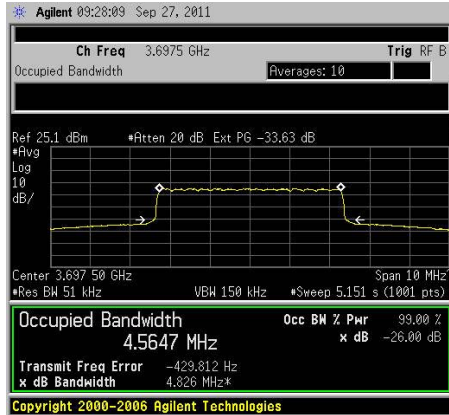 Agilent 09:28:09 Sep 27, 2011
Ch Freq 3.6975 GHz Trig RF B
Occupied Bandwidth Averages: 10
Ref 25.1 dBm #Atten 20 dB Ext PG -33.63 dB
#Avg
Log
10
dB/
Center 3.697 50 GHz Span 10 MHz
#Res BW 51 kHz VBW 150 kHz #Sweep 5.151 s (1001 pts)
Occupied Bandwidth Occ BW % Pwr 99.00 %
4.5647 MHz x dB -26.00 dB
Transmit Freq Error -429.812 Hz
x dB Bandwidth 4.826 MHz*
Copyright 2000-2006 Agilent Technologies